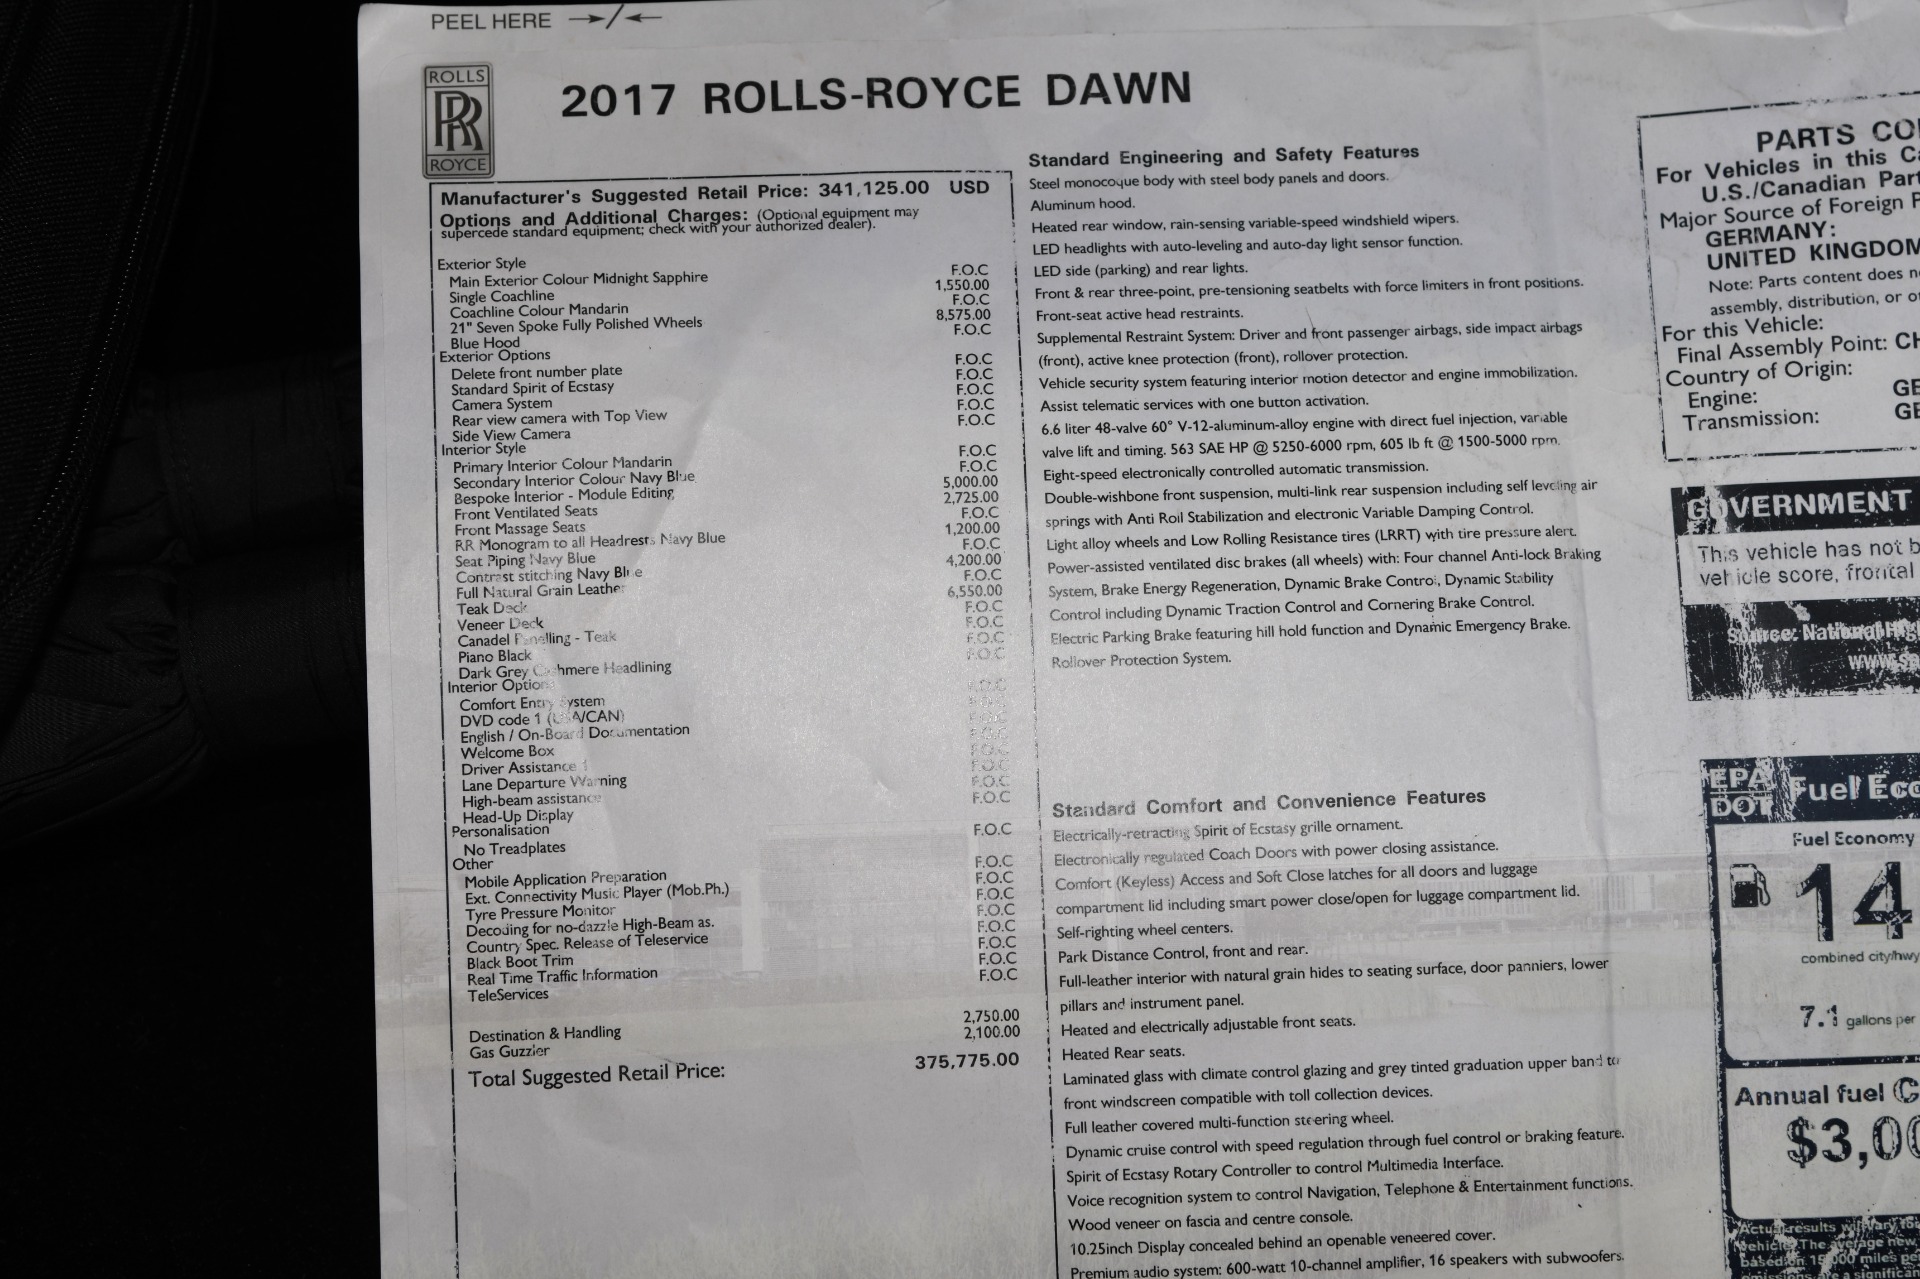 PEEL HERE
ROLLS
RR
ROYCE
2017 ROLLS-ROYCE DAWN
Manufacturer's Suggested Retail Price: 341,125.00 USD
Options and Additional Charges: (Optional equipment may
supercede standard equipment; check with your authorized dealer).
Exterior Style
Main Exterior Colour Midnight Sapphire F.O.C
Single Coachline 1,550.00
Coachline Colour Mandarin F.O.C
21" Seven Spoke Fully Polished Wheels 8,575.00
Blue Hood F.O.C
Exterior Options
Delete front number plate F.O.C
Standard Spirit of Ecstasy F.O.C
Camera System F.O.C
Rear view camera with Top View F.O.C
Side View Camera F.O.C
Interior Style
Primary Interior Colour Mandarin F.O.C
Secondary Interior Colour Navy Blue F.O.C
Bespoke Interior - Module Editing 5,000.00
Front Ventilated Seats 2,725.00
Front Massage Seats F.O.C
RR Monogram to all Headrests Navy Blue 1,200.00
Seat Piping Navy Blue F.O.C
Contrast stitching Navy Blue 4,200.00
Full Natural Grain Leather F.O.C
Teak Deck 6,550.00
Veneer Deck F.O.C
Canadel Panelling - Teak F.O.C
Piano Black F.O.C
Dark Grey Cashmere Headlining F.O.C
Interior Options
Comfort Entry System F.O.C
DVD code 1 (USA/CAN) F.O.C
English / On-Board Documentation F.O.C
Welcome Box F.O.C
Driver Assistance F.O.C
Lane Departure Warning F.O.C
High-beam assistance F.O.C
Head-Up Display F.O.C
Personalisation
No Treadplates F.O.C
Other
Mobile Application Preparation F.O.C
Ext. Connectivity Music Player (Mob.Ph.) F.O.C
Tyre Pressure Monitor F.O.C
Decoding for no-dazzle High-Beam as. F.O.C
Country Spec. Release of Teleservice F.O.C
Black Boot Trim F.O.C
Real Time Traffic Information F.O.C
TeleServices F.O.C
Destination & Handling 2,750.00
Gas Guzzler 2,100.00
Total Suggested Retail Price: 375,775.00
Standard Engineering and Safety Features
Steel monocoque body with steel body panels and doors.
Aluminum hood.
Heated rear window, rain-sensing variable-speed windshield wipers.
LED headlights with auto-leveling and auto-day light sensor function.
LED side (parking) and rear lights.
Front & rear three-point, pre-tensioning seatbelts with force limiters in front positions.
Front-seat active head restraints.
Supplemental Restraint System: Driver and front passenger airbags, side impact airbags
(front), active knee protection (front), rollover protection.
Vehicle security system featuring interior motion detector and engine immobilization.
Assist telematic services with one button activation.
6.6 liter 48-valve 60° V-12-aluminum-alloy engine with direct fuel injection, variable
valve lift and timing. 563 SAE HP @ 5250-6000 rpm, 605 lb ft @ 1500-5000 rpm.
Eight-speed electronically controlled automatic transmission.
Double-wishbone front suspension, multi-link rear suspension including self leveling air
springs with Anti Roil Stabilization and electronic Variable Damping Control.
Light alloy wheels and Low Rolling Resistance tires (LRRT) with tire pressure alert.
Power-assisted ventilated disc brakes (all wheels) with: Four channel Anti-lock Braking
System, Brake Energy Regeneration, Dynamic Brake Control, Dynamic Stability
Control including Dynamic Traction Control and Cornering Brake Control.
Electric Parking Brake featuring hill hold function and Dynamic Emergency Brake.
Rollover Protection System.
Standard Comfort and Convenience Features
Electrically-retracting Spirit of Ecstasy grille ornament.
Electronically regulated Coach Doors with power closing assistance.
Comfort (Keyless) Access and Soft Close latches for all doors and luggage
compartment lid including smart power close/open for luggage compartment lid.
Self-righting wheel centers.
Park Distance Control, front and rear.
Full-leather interior with natural grain hides to seating surface, door panniers, lower
pillars and instrument panel.
Heated and electrically adjustable front seats.
Heated Rear seats.
Laminated glass with climate control glazing and grey tinted graduation upper band to
front windscreen compatible with toll collection devices.
Full leather covered multi-function steering wheel.
Dynamic cruise control with speed regulation through fuel control or braking feature.
Spirit of Ecstasy Rotary Controller to control Multimedia Interface.
Voice recognition system to control Navigation, Telephone & Entertainment functions.
Wood veneer on fascia and centre console.
10.25inch Display concealed behind an openable veneered cover.
Premium audio system: 600-watt 10-channel amplifier, 16 speakers with subwoofers.
PARTS
For Vehicles in this
U.S./Canadian
Major Source of Foreign
GERMANY:
UNITED KINGDOM
Note: Parts content does
assembly, distribution, or
For this Vehicle:
Final Assembly Point:
Country of Origin:
Engine: GE
Transmission: GE
GOVERNMENT
This vehicle has not
vehicle score, frontal
Source: National
EPA
DOT Fuel
Fuel Economy
14
combined city/hwy
7.1 gallons per
Annual fuel
$3,0
Actual results will vary
vehicle. The average new
based on 15,000 miles
a significant